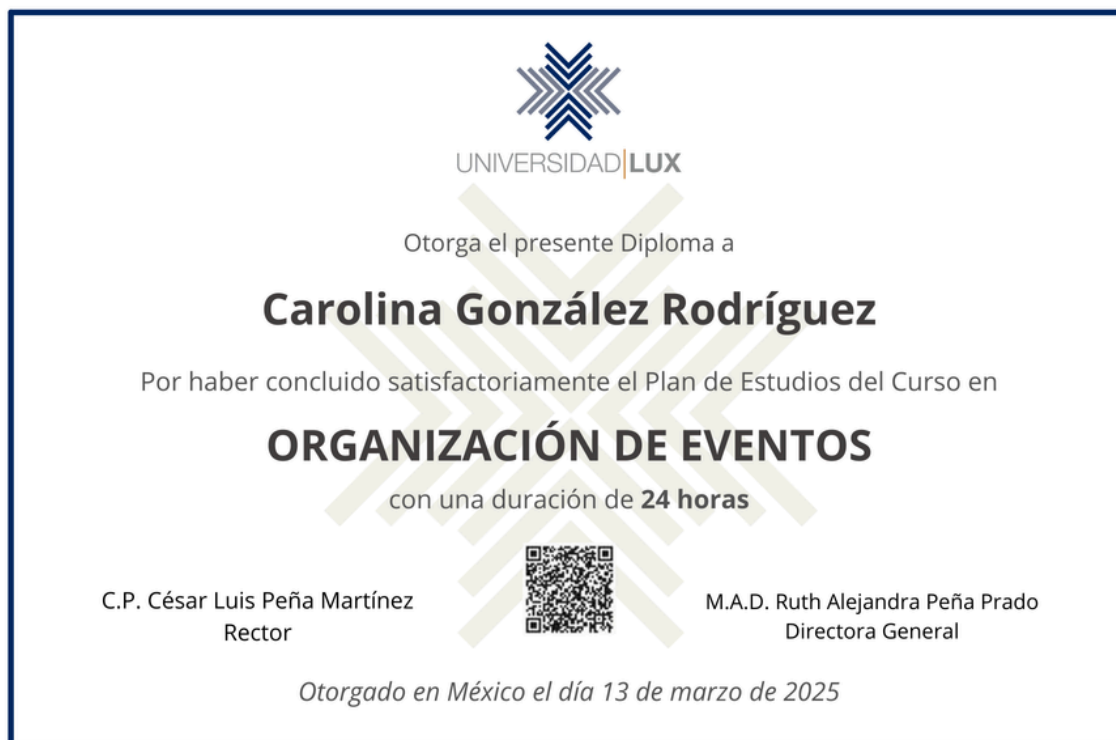 UNIVERSIDAD|LUX
Otorga el presente Diploma a
Carolina González Rodríguez
Por haber concluido satisfactoriamente el Plan de Estudios del Curso en
ORGANIZACIÓN DE EVENTOS
con una duración de 24 horas
C.P. César Luis Peña Martínez
Rector
M.A.D. Ruth Alejandra Peña Prado
Directora General
Otorgado en México el día 13 de marzo de 2025